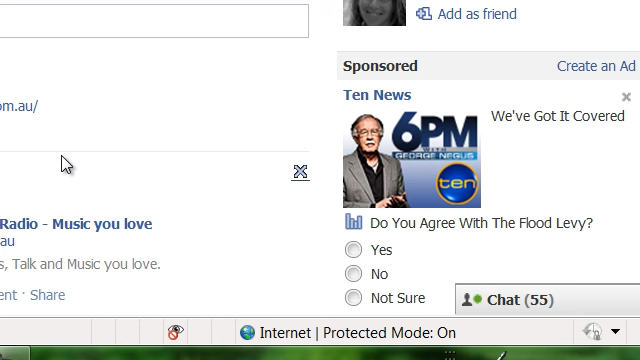 Add as friend
Sponsored
Create an Ad
om.au/
Ten News
We've Got It Covered
6PM
WITH
GEORGE NEGUS
ten
Radio - Music you love
au
s, Talk and Music you love.
ent · Share
Do You Agree With The Flood Levy?
Yes
No
Not Sure
Chat (55)
Internet | Protected Mode: On